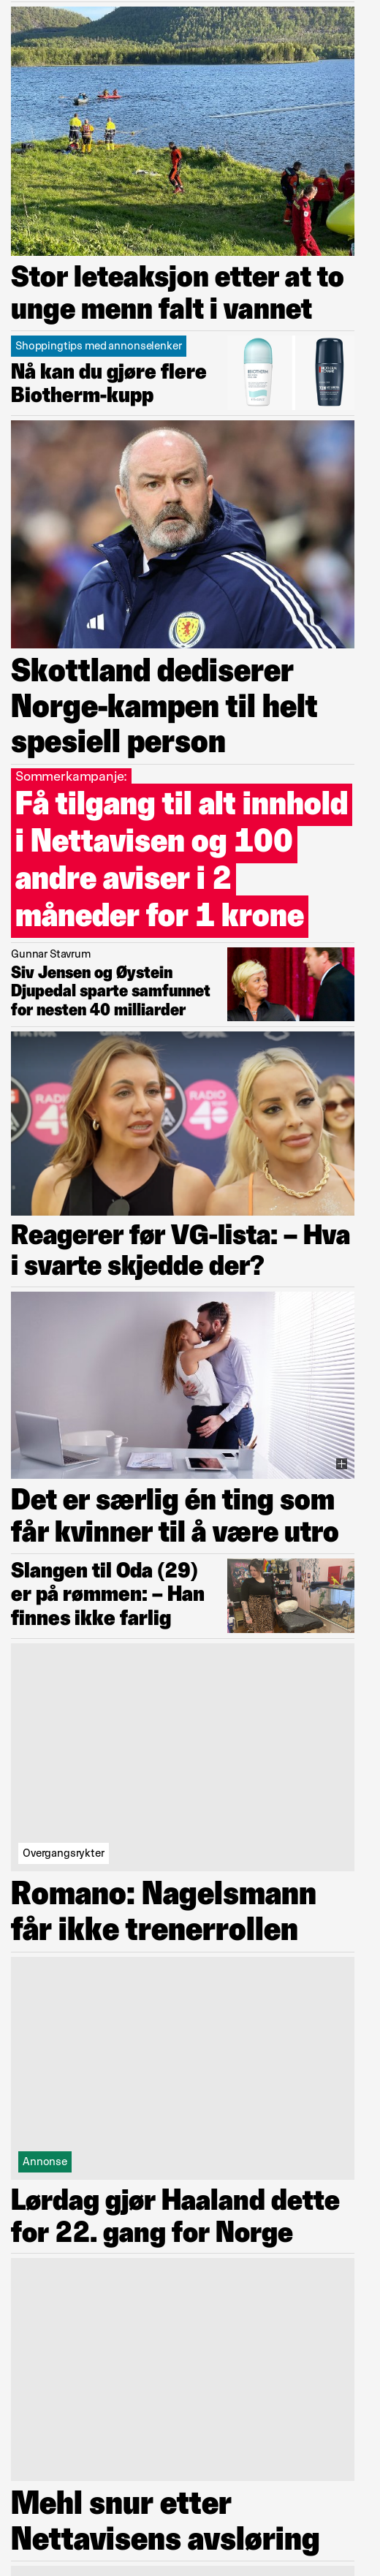 Stor leteaksjon etter at to
unge menn falt i vannet
Shoppingtips med annonselenker
Nå kan du gjøre flere
Biotherm-kupp
BIOTHERM
Skottland dediserer
Norge-kampen til helt
spesiell person
Sommerkampanje:
Få tilgang til alt innhold
i Nettavisen og 100
andre aviser i 2
måneder for 1 krone
Gunnar Stavrum
Siv Jensen og Øystein
Djupedal sparte samfunnet
for nesten 40 milliarder
RADIO
Reagerer før VG-lista: – Hva
i svarte skjedde der?
Det er særlig én ting som
får kvinner til å være utro
Slangen til Oda (29)
er på rømmen: – Han
finnes ikke farlig
Overgangsrykter
Romano: Nagelsmann
får ikke trenerrollen
Annonse
Lørdag gjør Haaland dette
for 22. gang for Norge
Mehl snur etter
Nettavisens avsløring